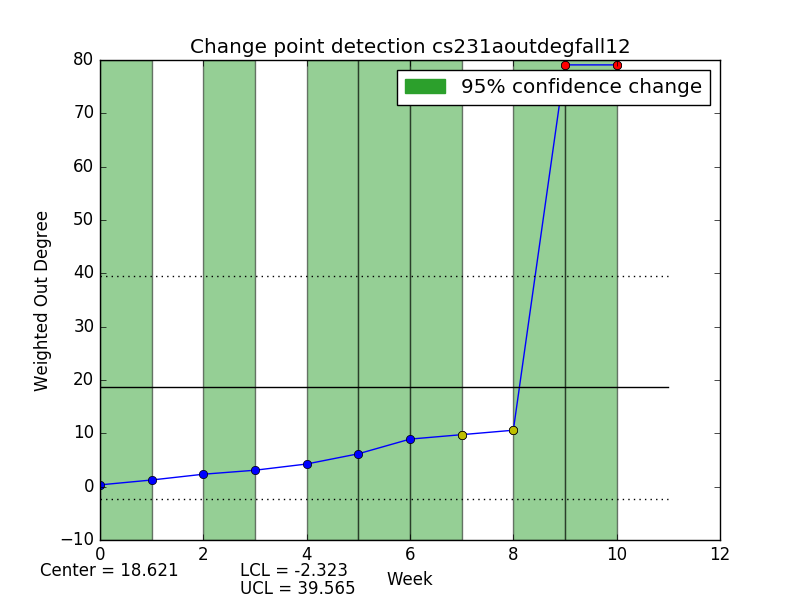 Change point detection cs231aoutdegfall12
95% confidence change
80
70
60
50
40
30
20
10
0
−10
Weighted Out Degree
0 2 4 6 8 10 12
Week
Center = 18.621
LCL = -2.323
UCL = 39.565